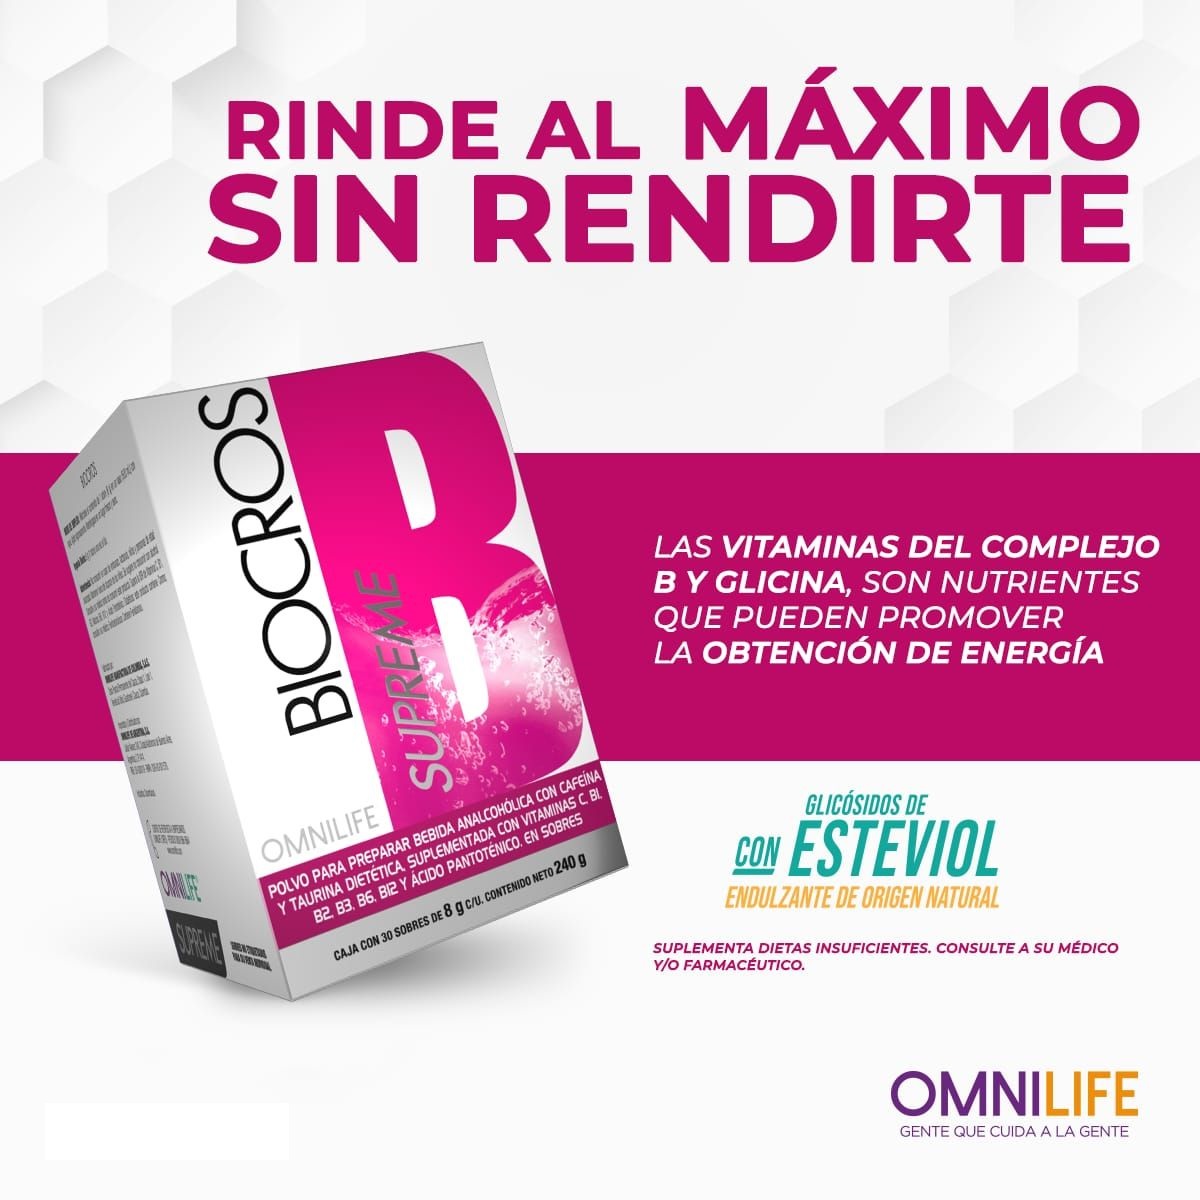 RINDE AL MÁXIMO
SIN RENDIRTE
BIOCROS
BIOCROS
B
SUPREME
OMNILIFE
POLVO PARA PREPARAR BEBIDA ANALCOHÓLICA CON CAFEÍNA
Y TAURINA DIETÉTICA, SUPLEMENTADA CON VITAMINAS C, B1,
B2, B3, B6, B12 Y ÁCIDO PANTOTÉNICO. EN SOBRES
CAJA CON 30 SOBRES DE 8 g C/U. CONTENIDO NETO 240 g
OMNILIFE
SUPREME
LAS VITAMINAS DEL COMPLEJO
B Y GLICINA, SON NUTRIENTES
QUE PUEDEN PROMOVER
LA OBTENCIÓN DE ENERGÍA
GLICÓSIDOS DE
CON ESTEVIOL
ENDULZANTE DE ORIGEN NATURAL
SUPLEMENTA DIETAS INSUFICIENTES. CONSULTE A SU MÉDICO
Y/O FARMACÉUTICO.
OMNILIFE
GENTE QUE CUIDA A LA GENTE